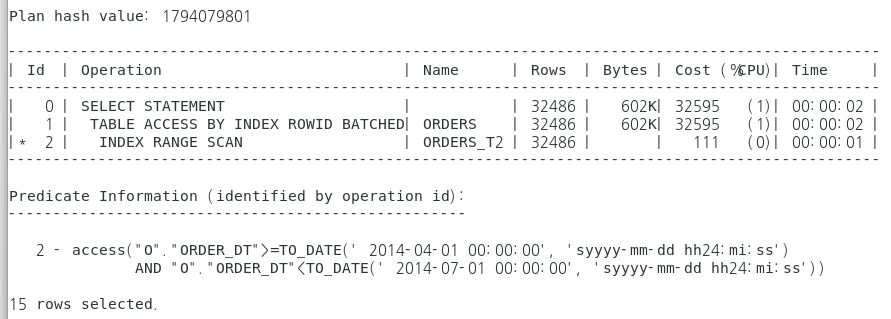 Plan hash value: 1794079801
--------------------------------------------------------------------------------------------------
| Id | Operation | Name | Rows | Bytes | Cost (%CPU)| Time |
--------------------------------------------------------------------------------------------------
| 0 | SELECT STATEMENT | | 32486 | 602K| 32595 (1)| 00:00:02 |
| 1 | TABLE ACCESS BY INDEX ROWID BATCHED| ORDERS | 32486 | 602K| 32595 (1)| 00:00:02 |
|* 2 | INDEX RANGE SCAN | ORDERS_T2 | 32486 | | 111 (0)| 00:00:01 |
--------------------------------------------------------------------------------------------------
Predicate Information (identified by operation id):
---------------------------------------------------
2 - access("O"."ORDER_DT">=TO_DATE(' 2014-04-01 00:00:00', 'syyyy-mm-dd hh24:mi:ss')
AND "O"."ORDER_DT"<TO_DATE(' 2014-07-01 00:00:00', 'syyyy-mm-dd hh24:mi:ss'))
15 rows selected.